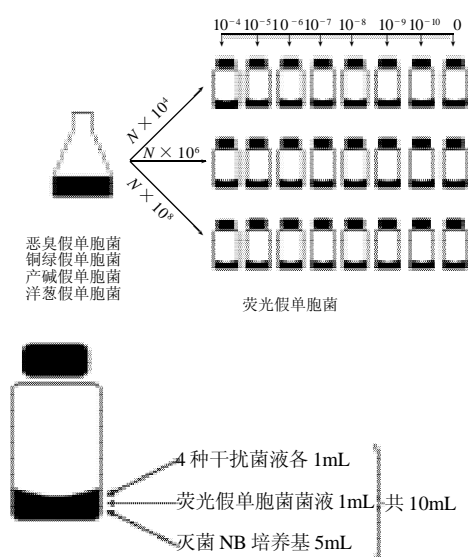 10⁻⁴ 10⁻⁵ 10⁻⁶ 10⁻⁷ 10⁻⁸ 10⁻⁹ 10⁻¹⁰ 0
N × 10⁴
N × 10⁶
N × 10⁸
恶臭假单胞菌
铜绿假单胞菌
产碱假单胞菌
洋葱假单胞菌
荧光假单胞菌
4种干扰菌液各 1mL
荧光假单胞菌菌液 1mL
共 10mL
灭菌 NB 培养基 5mL